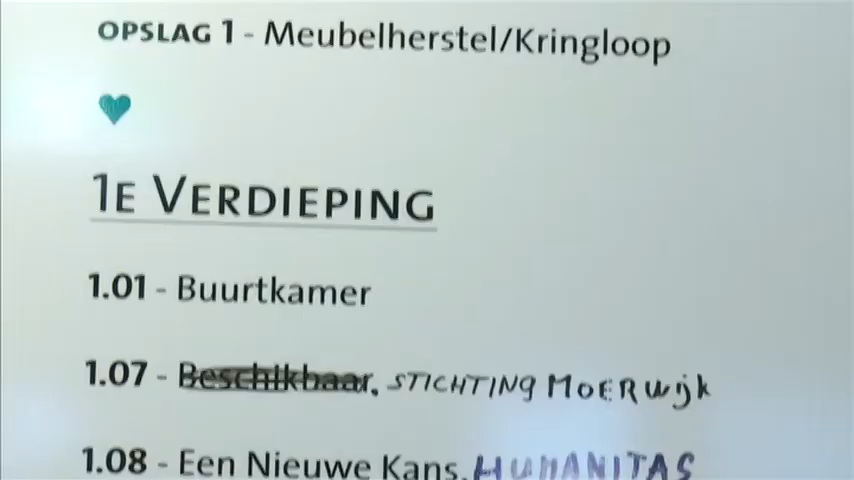 OPSLAG 1 - Meubelherstel/Kringloop
1E VERDIEPING
1.01 - Buurtkamer
1.07 - Beschikbaar, STICHTING MOERWijk
1.08 - Een Nieuwe Kans, HUMANITAS